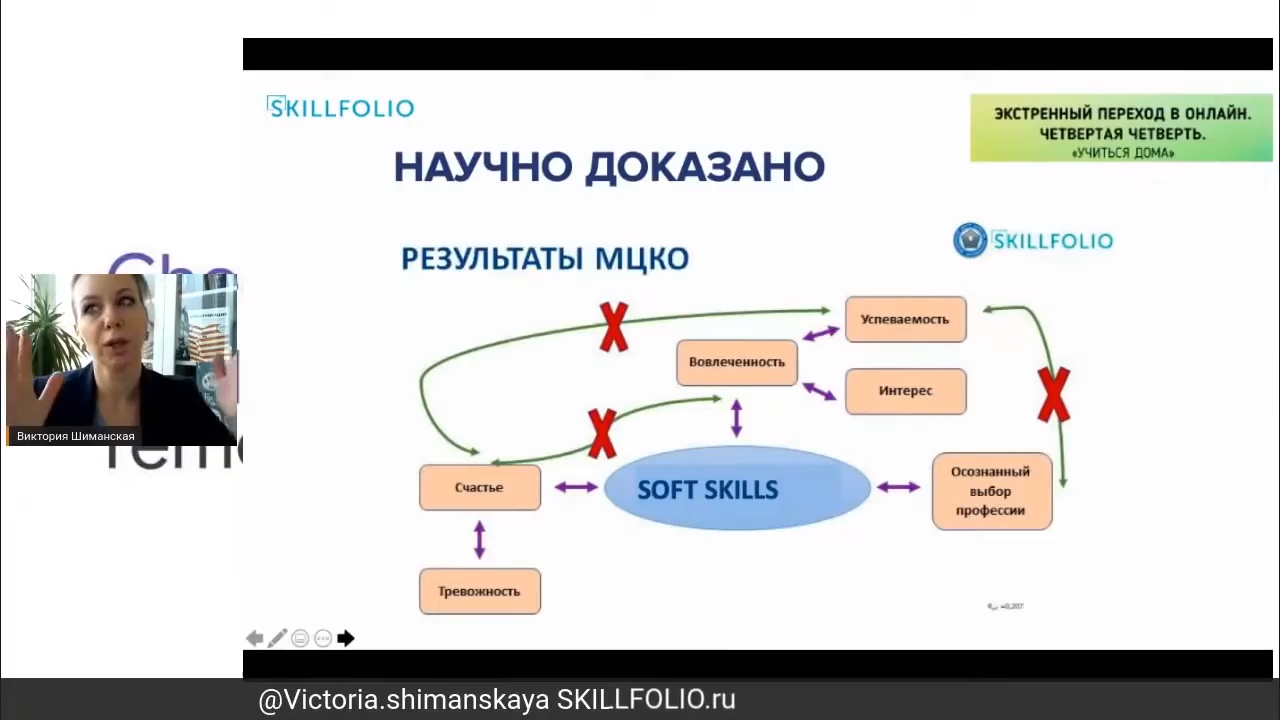 SKILLFOLIO
ЭКСТРЕННЫЙ ПЕРЕХОД В ОНЛАЙН.
ЧЕТВЕРТАЯ ЧЕТВЕРТЬ.
«УЧИТЬСЯ ДОМА»
НАУЧНО ДОКАЗАНО
РЕЗУЛЬТАТЫ МЦКО
SKILLFOLIO
Успеваемость
Вовлеченность
Интерес
Счастье
SOFT SKILLS
Осознанный
выбор
профессии
Тревожность
Виктория Шиманская
@Victoria.shimanskaya SKILLFOLIO.ru